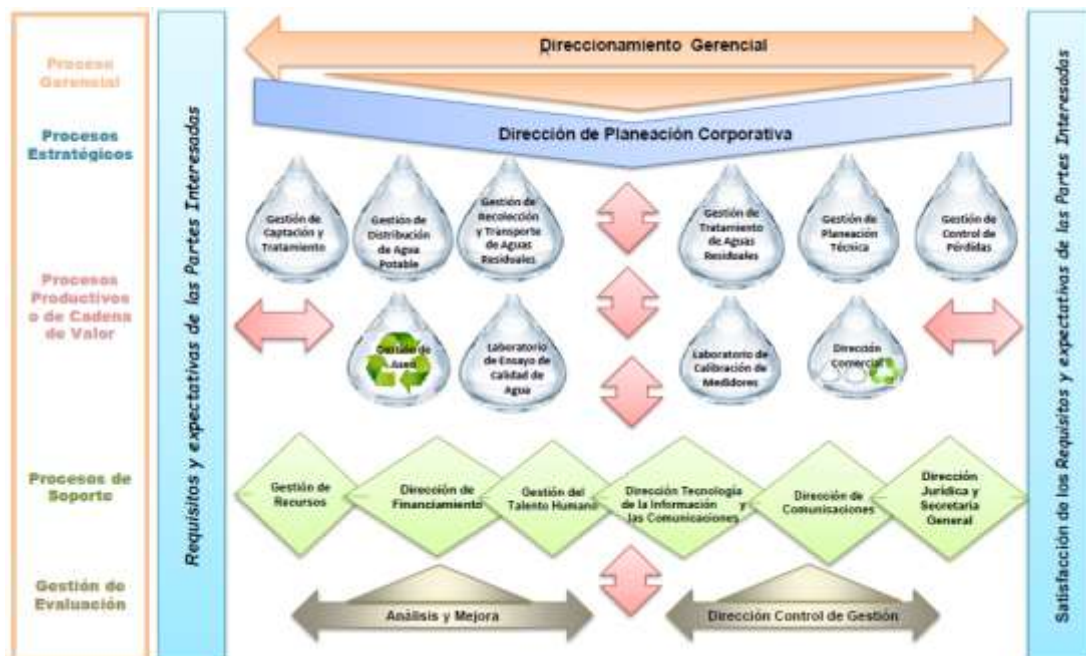 Proceso
Gerencial
Procesos
Estratégicos
Procesos
Productivos
o de Cadena
de Valor
Procesos de
Soporte
Gestión de
Evaluación
Requisitos y expectativas de las Partes Interesadas
Direccionamiento Gerencial
Dirección de Planeación Corporativa
Gestión de
Captación y
Tratamiento
Gestión de
Distribución
de Agua
Potable
Gestión de
Recolección
y Transporte
de Aguas
Residuales
Gestión de
Tratamiento
de Aguas
Residuales
Gestión de
Planeación
Técnica
Gestión de
Control de
Pérdidas
Gestión de
Aseo
Laboratorio
de Ensayo de
Calidad de
Agua
Laboratorio de
Calibración de
Medidores
Dirección
Comercial
Gestión de
Recursos
Dirección de
Financiamiento
Gestión del
Talento Humano
Dirección Tecnología
de la Información y
las Comunicaciones
Dirección de
Comunisaciones
Dirección
Jurídica y
Secretaria
General
Análisis y Mejora
Dirección Control de Gestión
Satisfacción de los Requisitos y expectativas de las Partes Interesadas